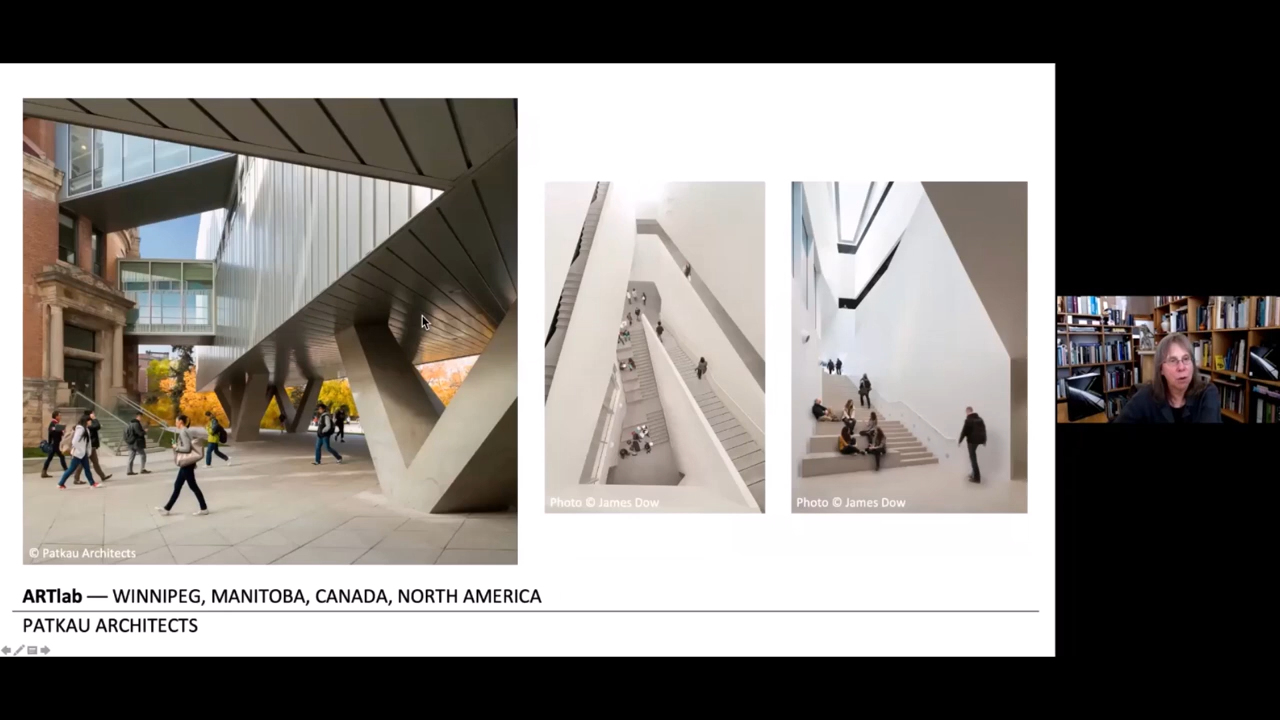 © Patkau Architects
Photo © James Dow
Photo © James Dow
ARTlab — WINNIPEG, MANITOBA, CANADA, NORTH AMERICA
PATKAU ARCHITECTS